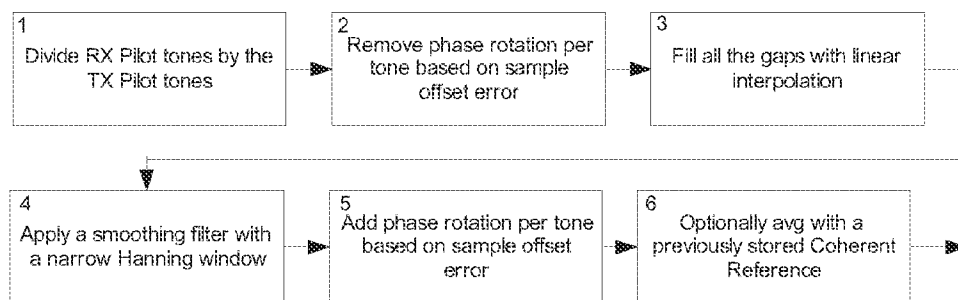 1
Divide RX Pilot tones by the
TX Pilot tones
2
Remove phase rotation per
tone based on sample
offset error
3
Fill all the gaps with linear
interpolation
4
Apply a smoothing filter with
a narrow Hanning window
5
Add phase rotation per tone
based on sample offset
error
6
Optionally avg with a
previously stored Coherent
Reference